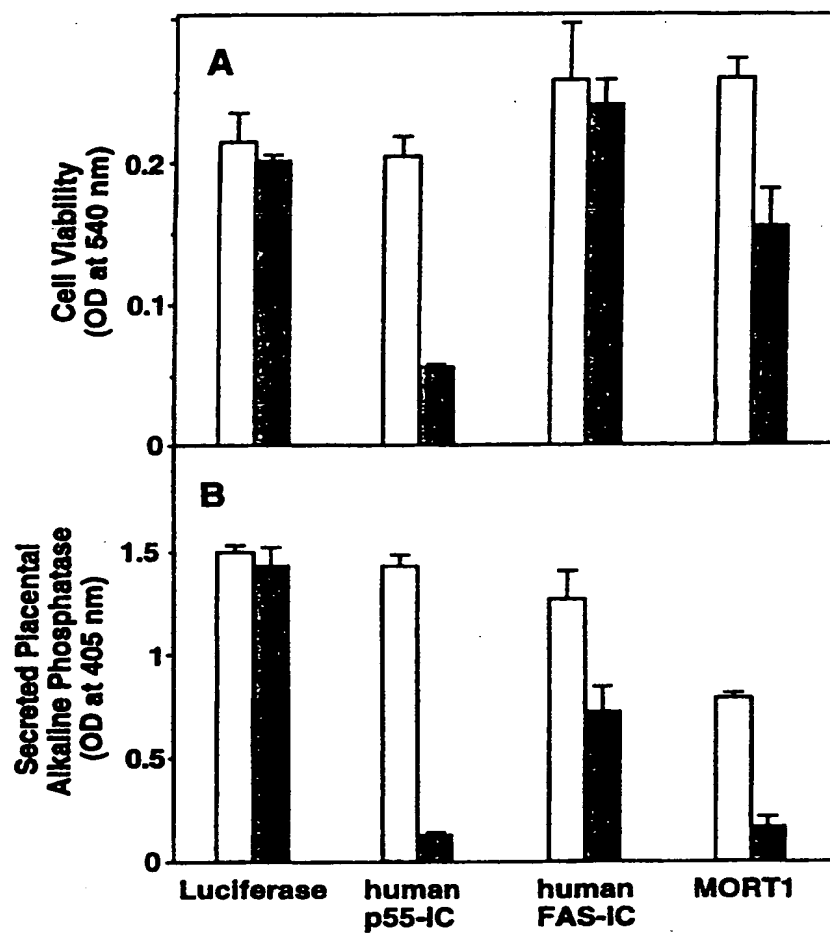 A
Cell Viability
(OD at 540 nm)
0.2
0.1
0
B
Secreted Placental
Alkaline Phosphatase
(OD at 405 nm)
1.5
1
0.5
0
Luciferase
human
p55-IC
human
FAS-IC
MORT1